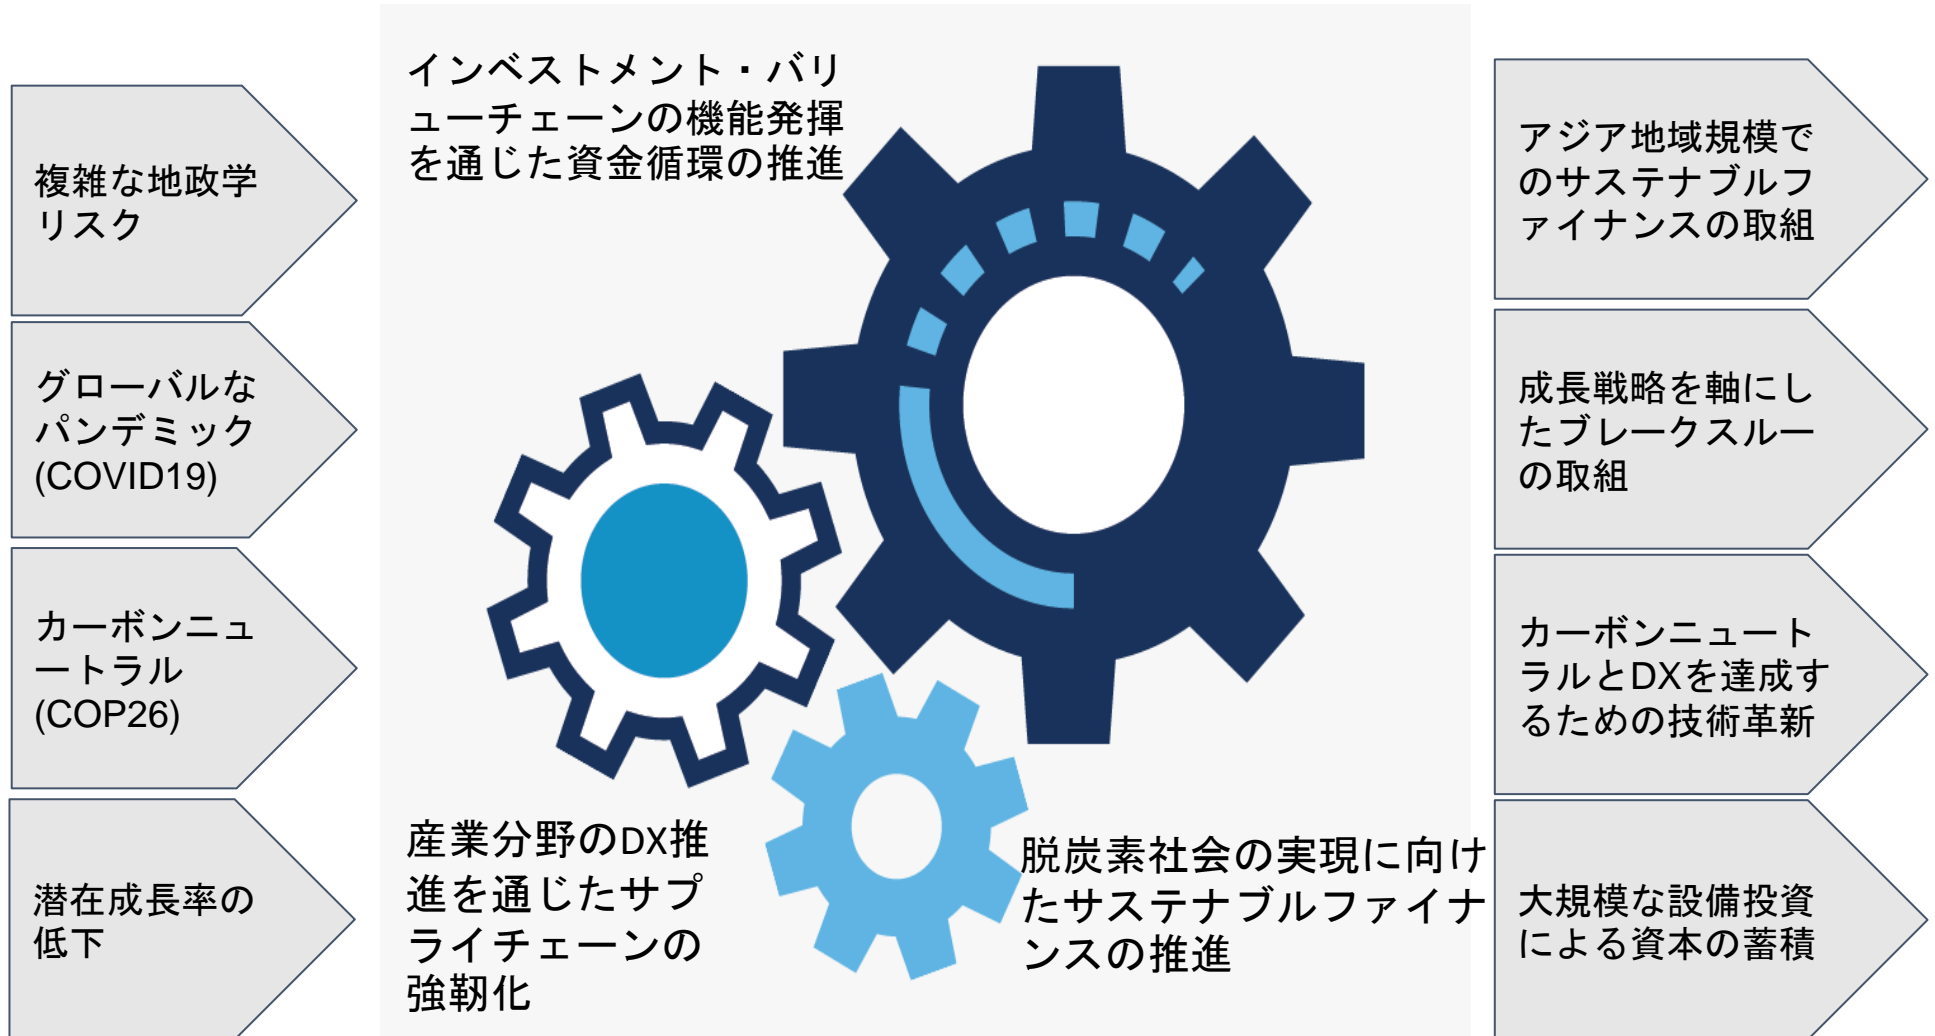 複雑な地政学
リスク
グローバルな
パンデミック
(COVID19)
カーボンニュ
ートラル
(COP26)
潜在成長率の
低下
インベストメント・バリ
ューチェーンの機能発揮
を通じた資金循環の推進
産業分野のDX推
進を通じたサプ
ライチェーンの
強靭化
脱炭素社会の実現に向け
たサステナブルファイナ
ンスの推進
アジア地域規模で
のサステナブルフ
ァイナンスの取組
成長戦略を軸にし
たブレークスルー
の取組
カーボンニュート
ラルとDXを達成す
るための技術革新
大規模な設備投資
による資本の蓄積